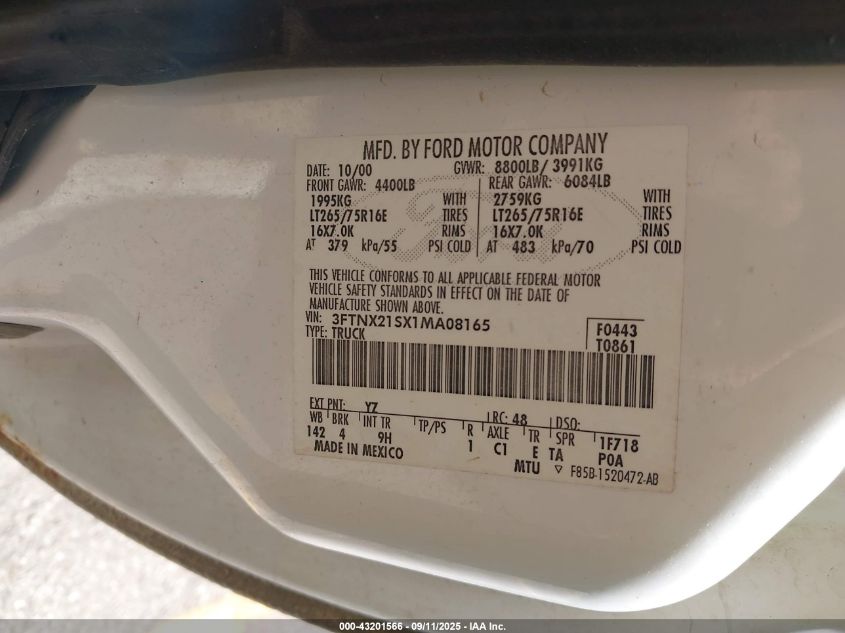 MFD. BY FORD MOTOR COMPANY
DATE: 10/00 GVWR: 8800LB/ 3991KG
FRONT GAWR: 4400LB REAR GAWR: 6084LB
1995KG WITH 2759KG WITH
LT265/75R16E TIRES LT265/75R16E TIRES
16X7.0K RIMS 16X7.0K RIMS
AT 379 kPa/55 PSI COLD AT 483 kPa/70 PSI COLD
THIS VEHICLE CONFORMS TO ALL APPLICABLE FEDERAL MOTOR
VEHICLE SAFETY STANDARDS IN EFFECT ON THE DATE OF
MANUFACTURE SHOWN ABOVE.
VIN: 3FTNX21SX1MA08165 F0443
TYPE: TRUCK T0861
EXT PNT: YZ LRC: 48 DSO:
WB BRK INT TR TP/PS R AXLE TR SPR 1F718
142 4 9H 1 C1 E TA P0A
MADE IN MEXICO MTU F85B-1520472-AB
Ford
000-43201566 - 09/11/2025 - IAA Inc.